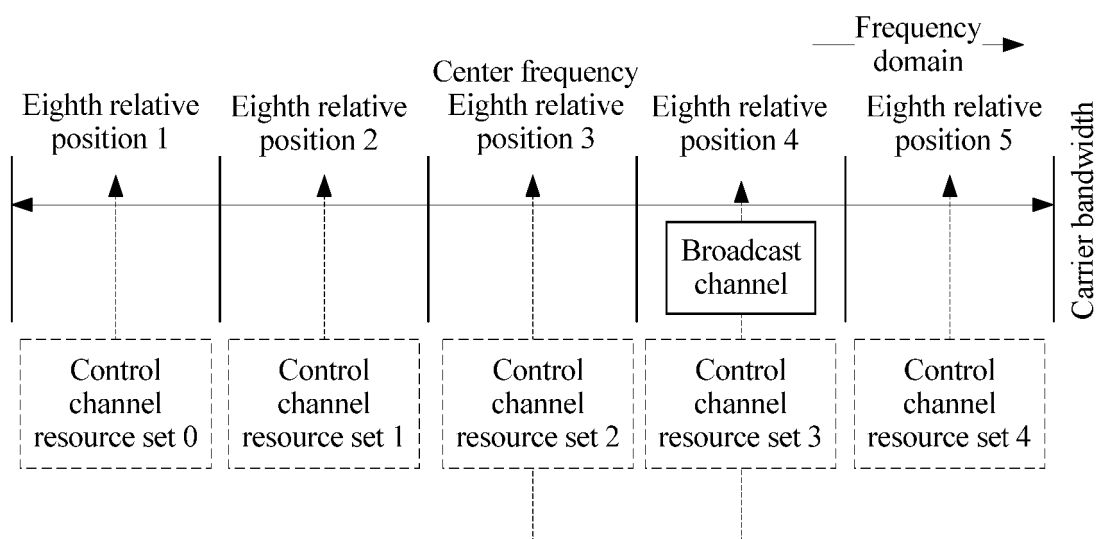 Frequency
domain
Center frequency
Eighth relative
position 1
Eighth relative
position 2
Eighth relative
position 3
Eighth relative
position 4
Eighth relative
position 5
Carrier bandwidth
Broadcast
channel
Control
channel
resource set 0
Control
channel
resource set 1
Control
channel
resource set 2
Control
channel
resource set 3
Control
channel
resource set 4